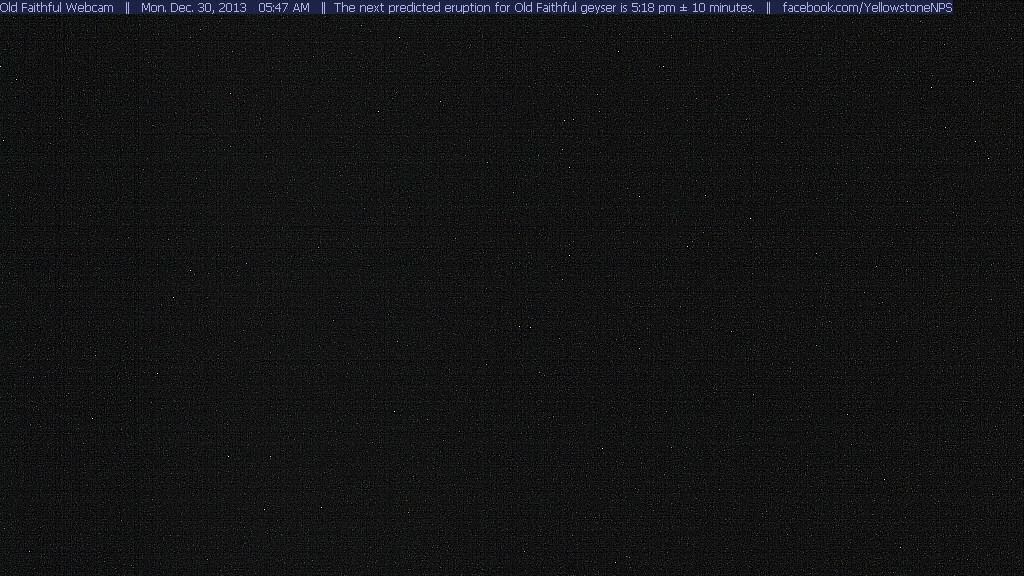 Old Faithful Webcam || Mon. Dec. 30, 2013 05:47 AM || The next predicted eruption for Old Faithful geyser is 5:18 pm ± 10 minutes. || facebook.com/YellowstoneNPS